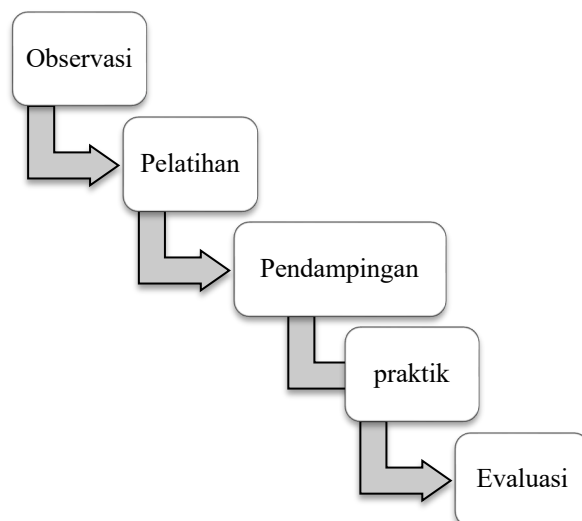 Observasi
Pelatihan
Pendampingan
praktik
Evaluasi